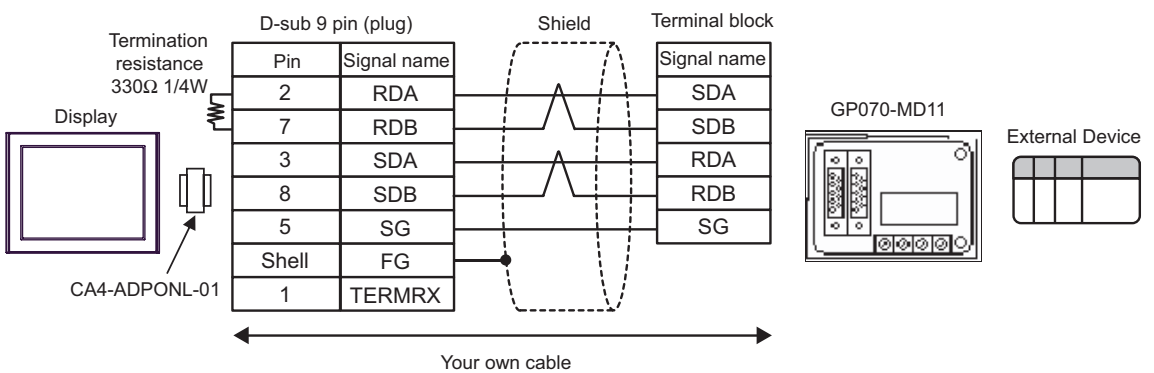 D-sub 9 pin (plug)
Shield
Terminal block
Termination
resistance
330Ω 1/4W
Pin
Signal name
Signal name
2
RDA
SDA
7
RDB
SDB
3
SDA
RDA
8
SDB
RDB
5
SG
SG
Shell
FG
1
TERMRX
Display
CA4-ADPONL-01
GP070-MD11
External Device
Your own cable